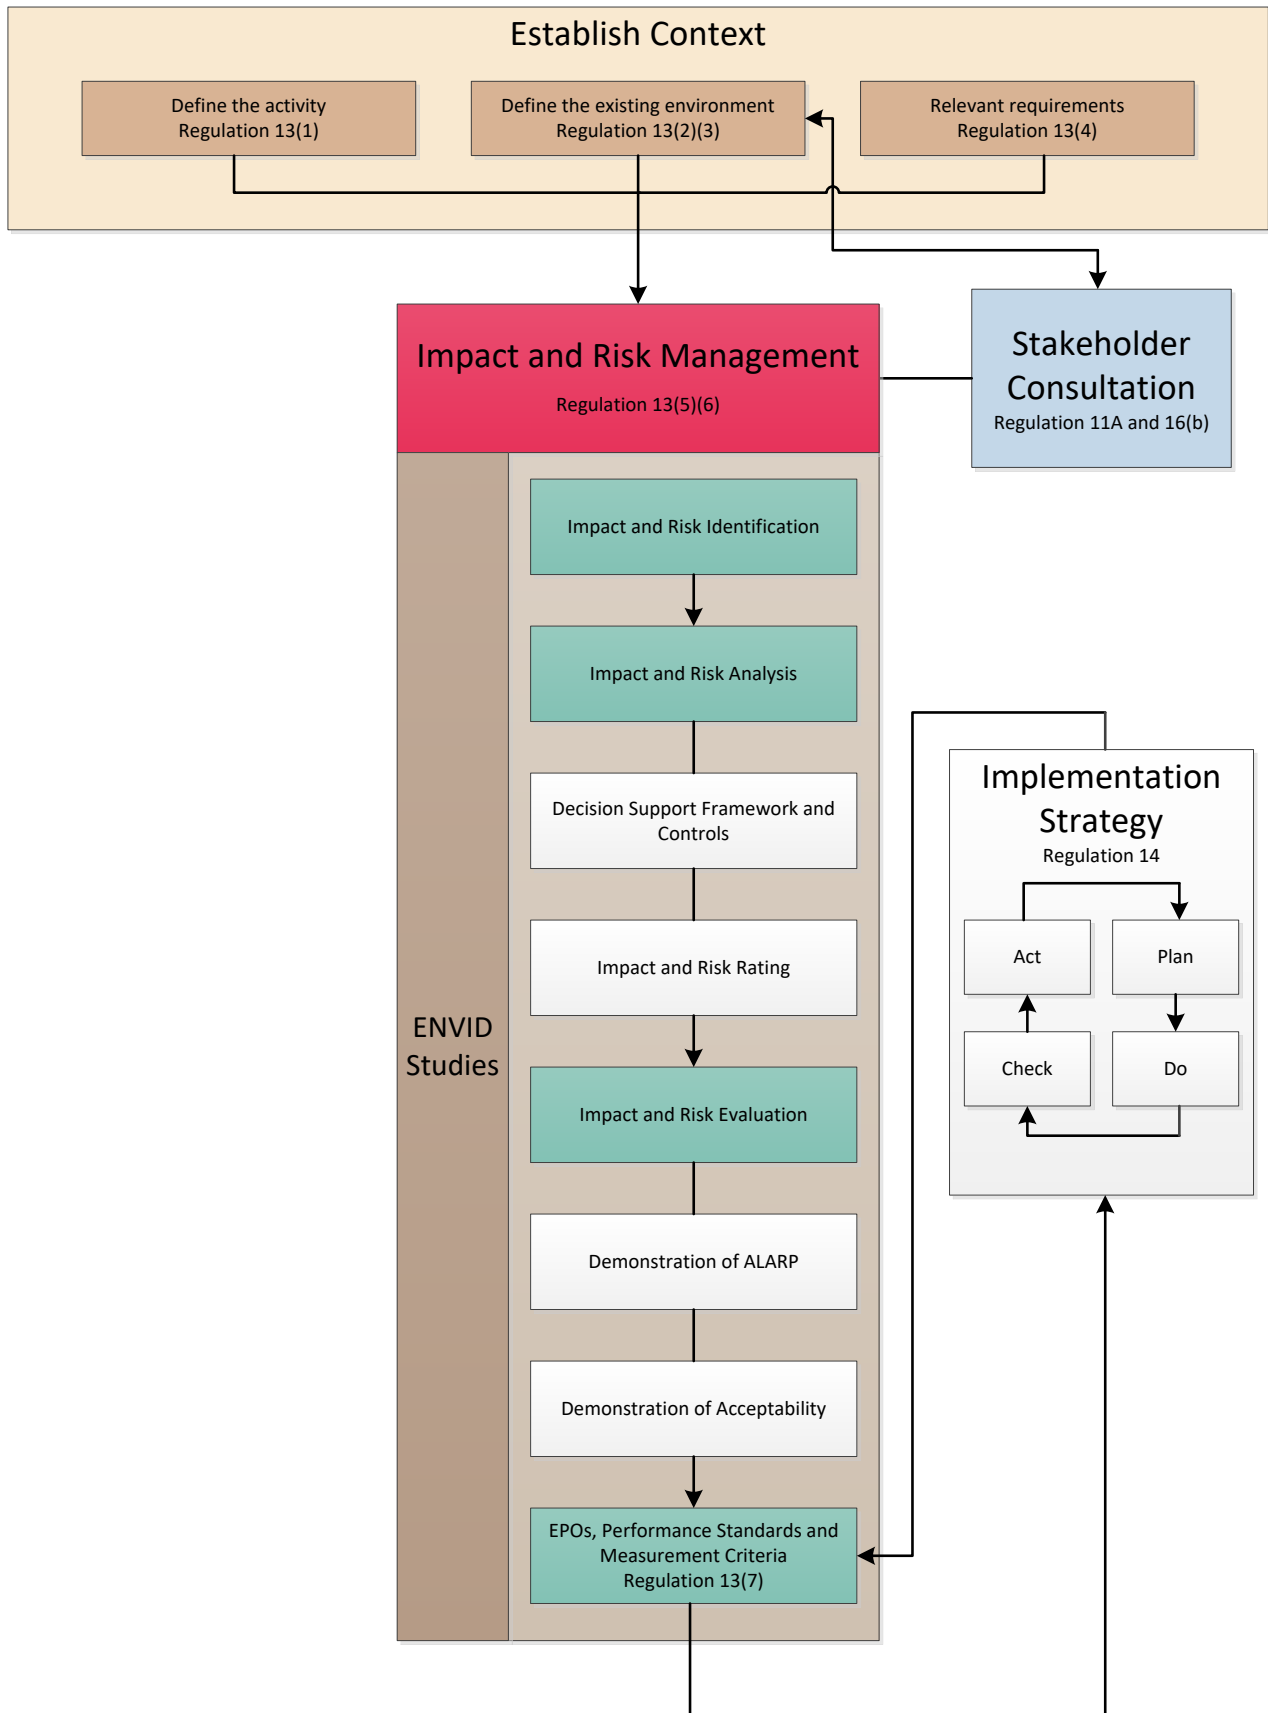 Establish Context
Define the activity
Regulation 13(1)
Define the existing environment
Regulation 13(2)(3)
Relevant requirements
Regulation 13(4)
Impact and Risk Management
Regulation 13(5)(6)
Stakeholder
Consultation
Regulation 11A and 16(b)
ENVID
Studies
Impact and Risk Identification
Impact and Risk Analysis
Decision Support Framework and
Controls
Impact and Risk Rating
Impact and Risk Evaluation
Demonstration of ALARP
Demonstration of Acceptability
EPOs, Performance Standards and
Measurement Criteria
Regulation 13(7)
Implementation
Strategy
Regulation 14
Act
Plan
Check
Do